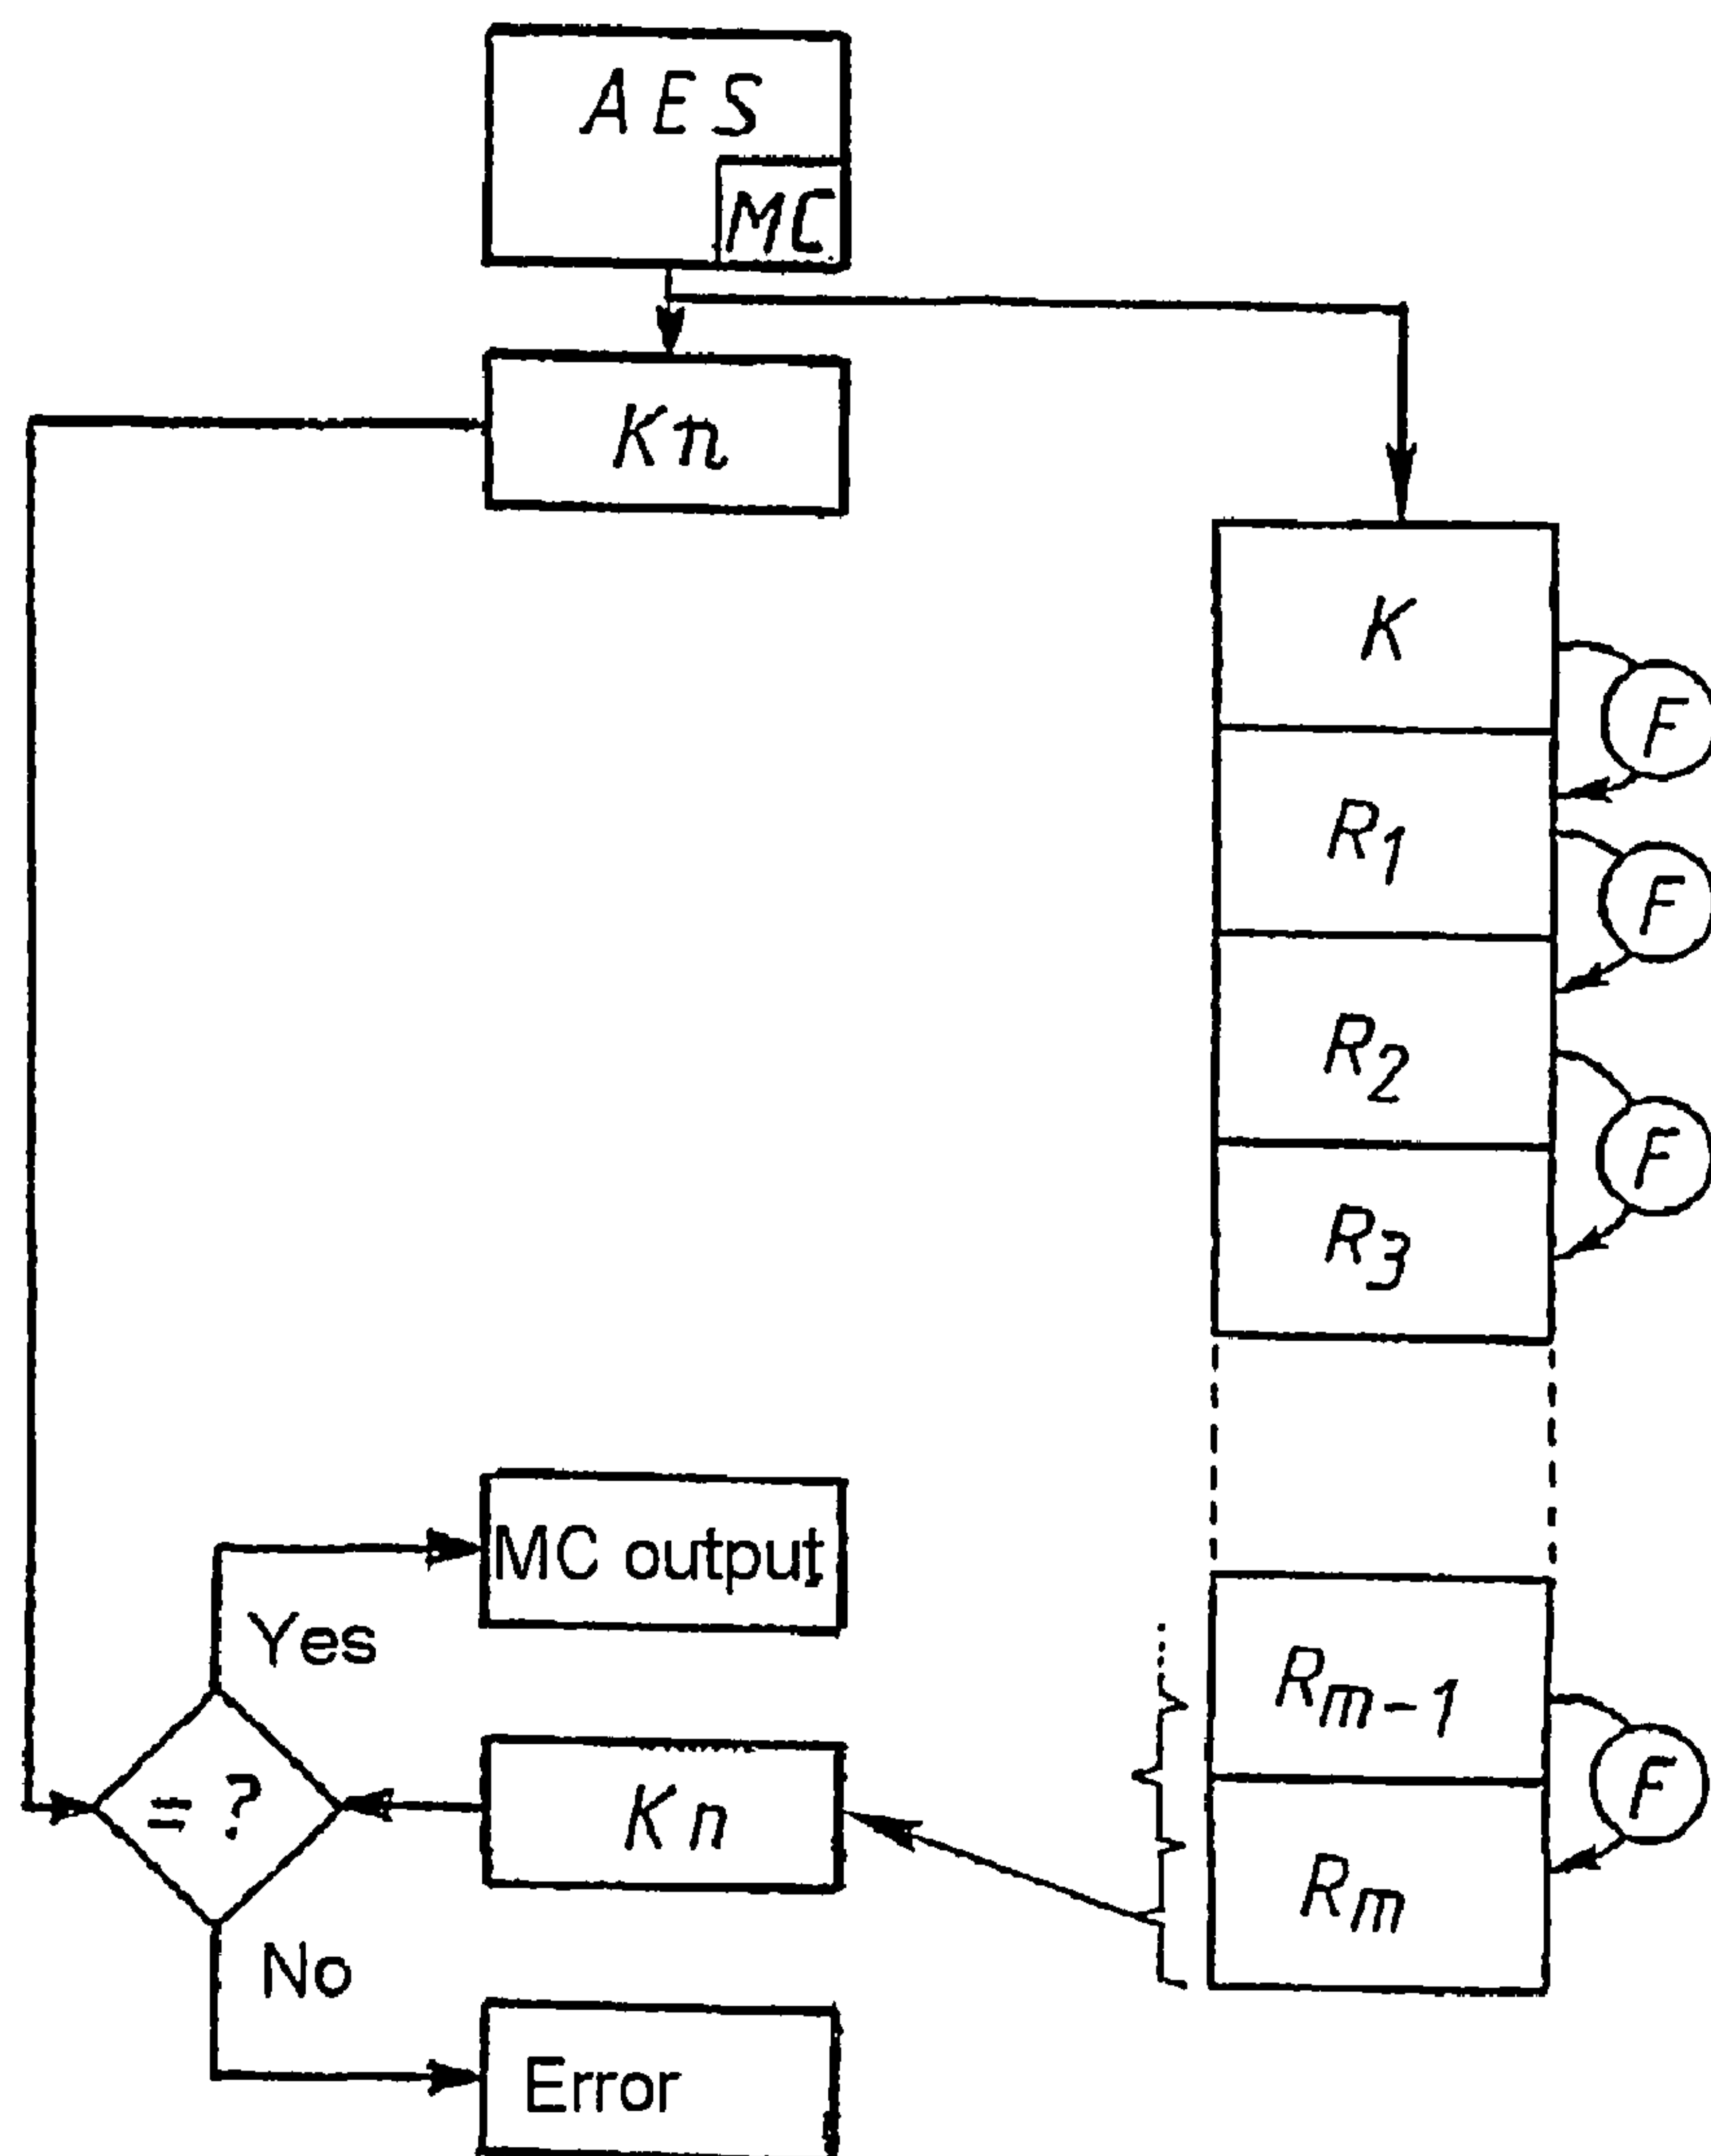 AES
MC
Kn
K
F
R1
F
R2
F
R3
MC output
Yes
Rm-1
= ?
Kn
F
Rm
No
Error